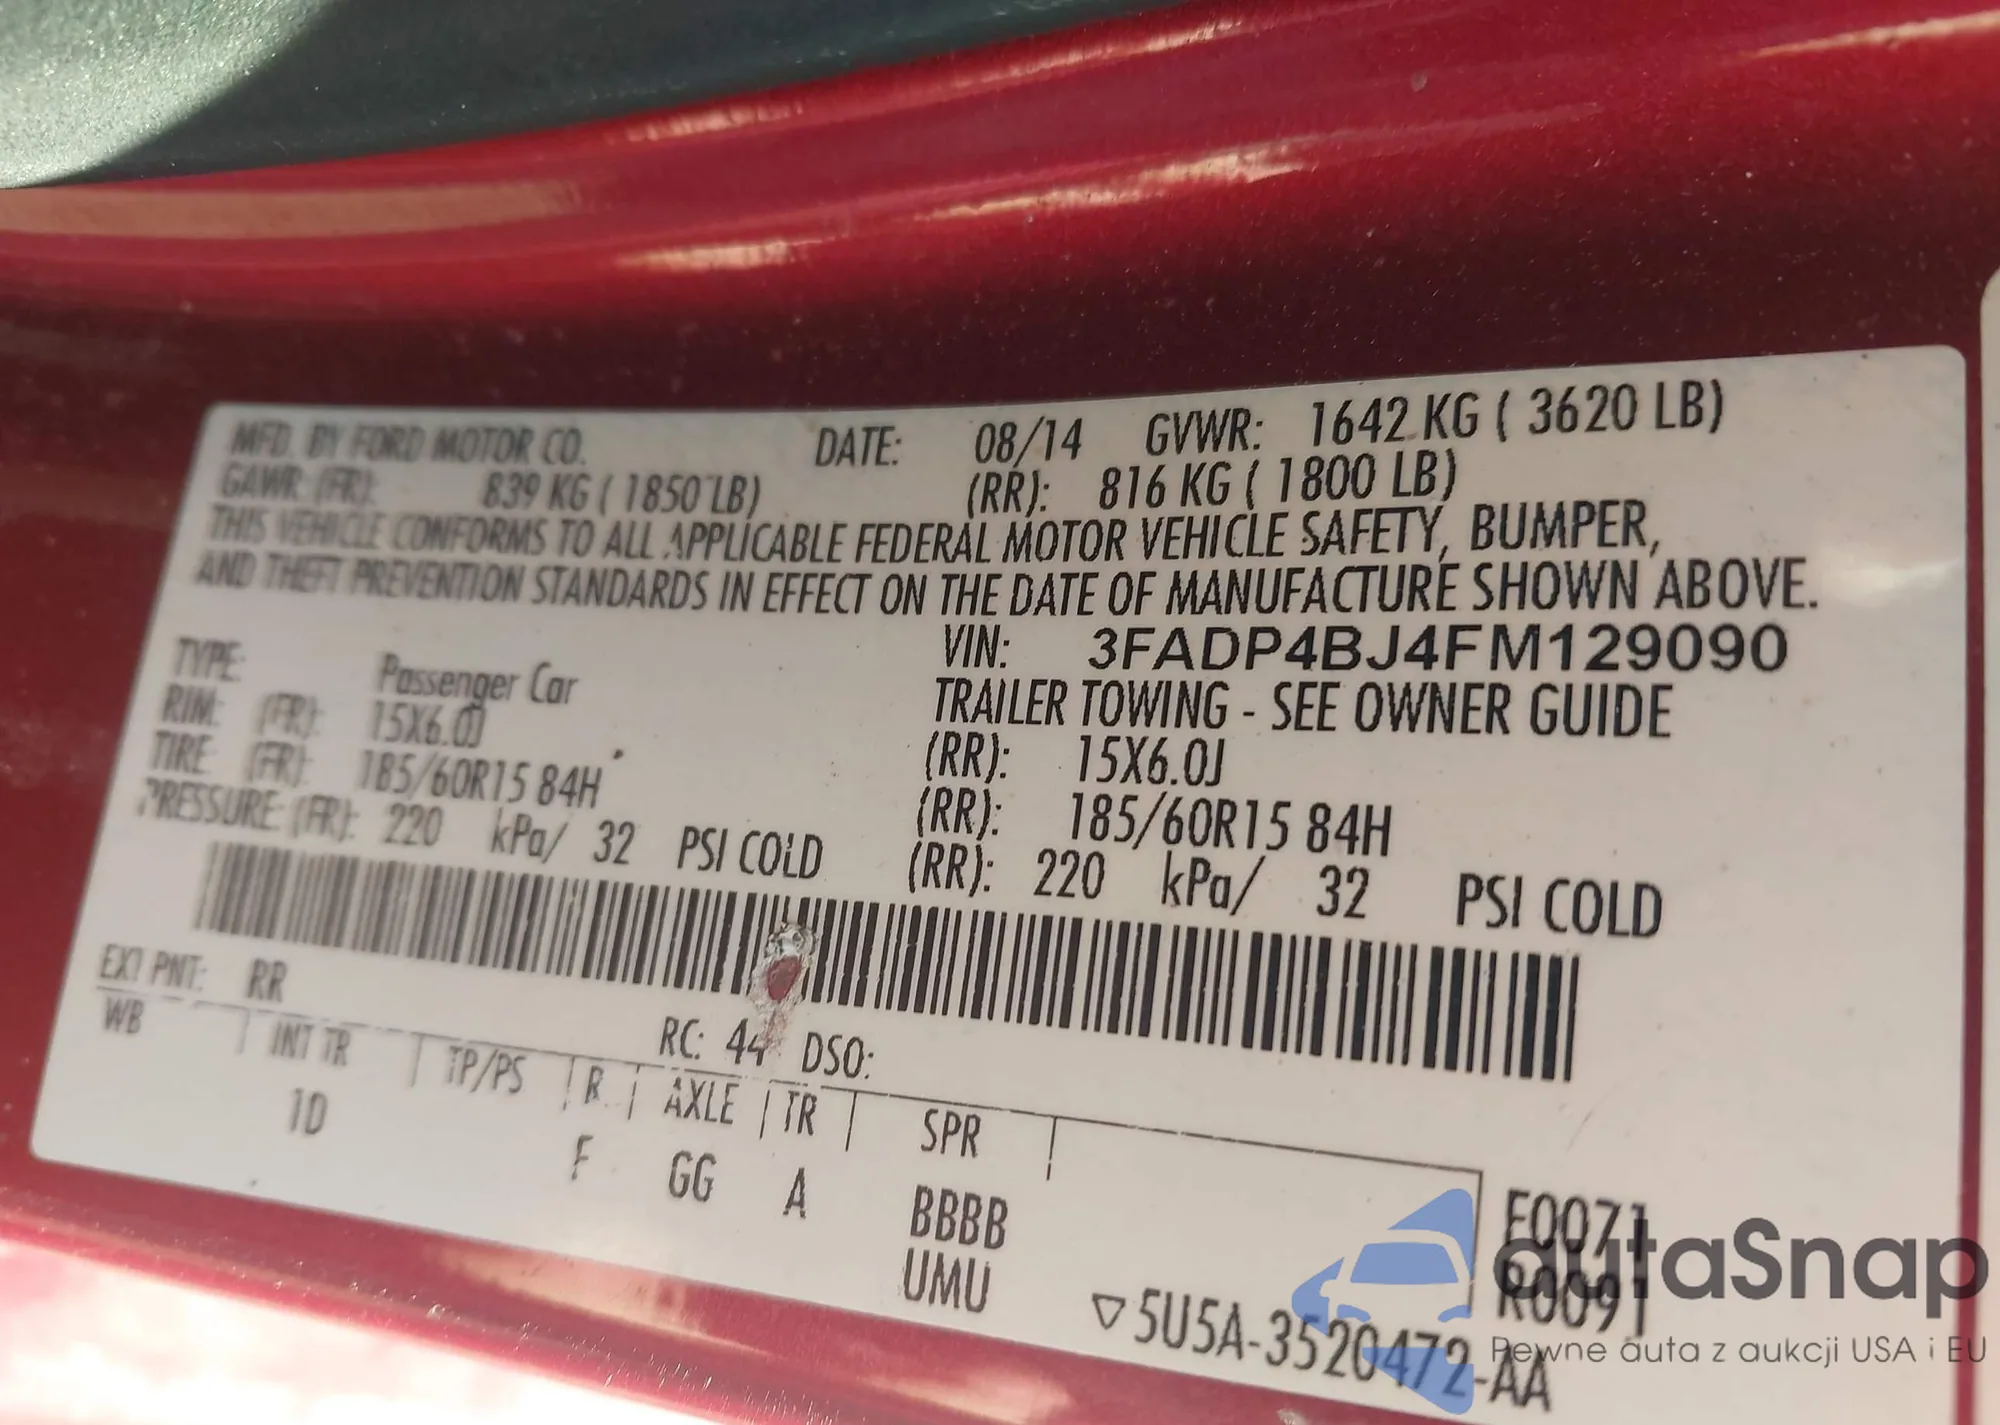 MFD. BY FORD MOTOR CO. DATE: 08/14 GVWR: 1642 KG ( 3620 LB)
GAWR: (FR): 839 KG ( 1850 LB) (RR): 816 KG ( 1800 LB)
THIS VEHICLE CONFORMS TO ALL APPLICABLE FEDERAL MOTOR VEHICLE SAFETY, BUMPER,
AND THEFT PREVENTION STANDARDS IN EFFECT ON THE DATE OF MANUFACTURE SHOWN ABOVE.
VIN: 3FADP4BJ4FM129090
TYPE: Passenger Car TRAILER TOWING - SEE OWNER GUIDE
RIM: (FR): 15X6.0J (RR): 15X6.0J
TIRE (FR): 185/60R15 84H (RR): 185/60R15 84H
PRESSURE: (FR): 220 kPa/ 32 PSI COLD (RR): 220 kPa/ 32 PSI COLD
EXT PNT: RR RC: 44 DSO:
WB INT TR TP/PS R AXLE TR SPR
1D F GG A BBBB
UMU
F0071
R0091
▽5U5A-3520472-AA
autaSnap
Pewne auta z aukcji USA i EU